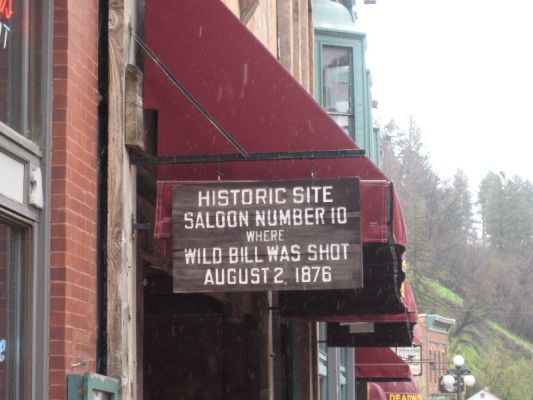 HISTORIC SITE
SALOON NUMBER 10
WHERE
WILD BILL WAS SHOT
AUGUST 2, 1876